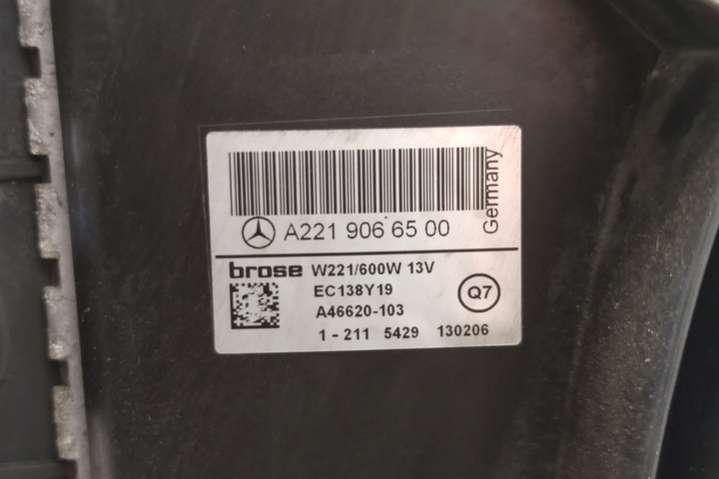 A221 906 65 00
Germany
brose W221/600W 13V
EC138Y19
A46620-103
Q7
1 - 211 5429 130206